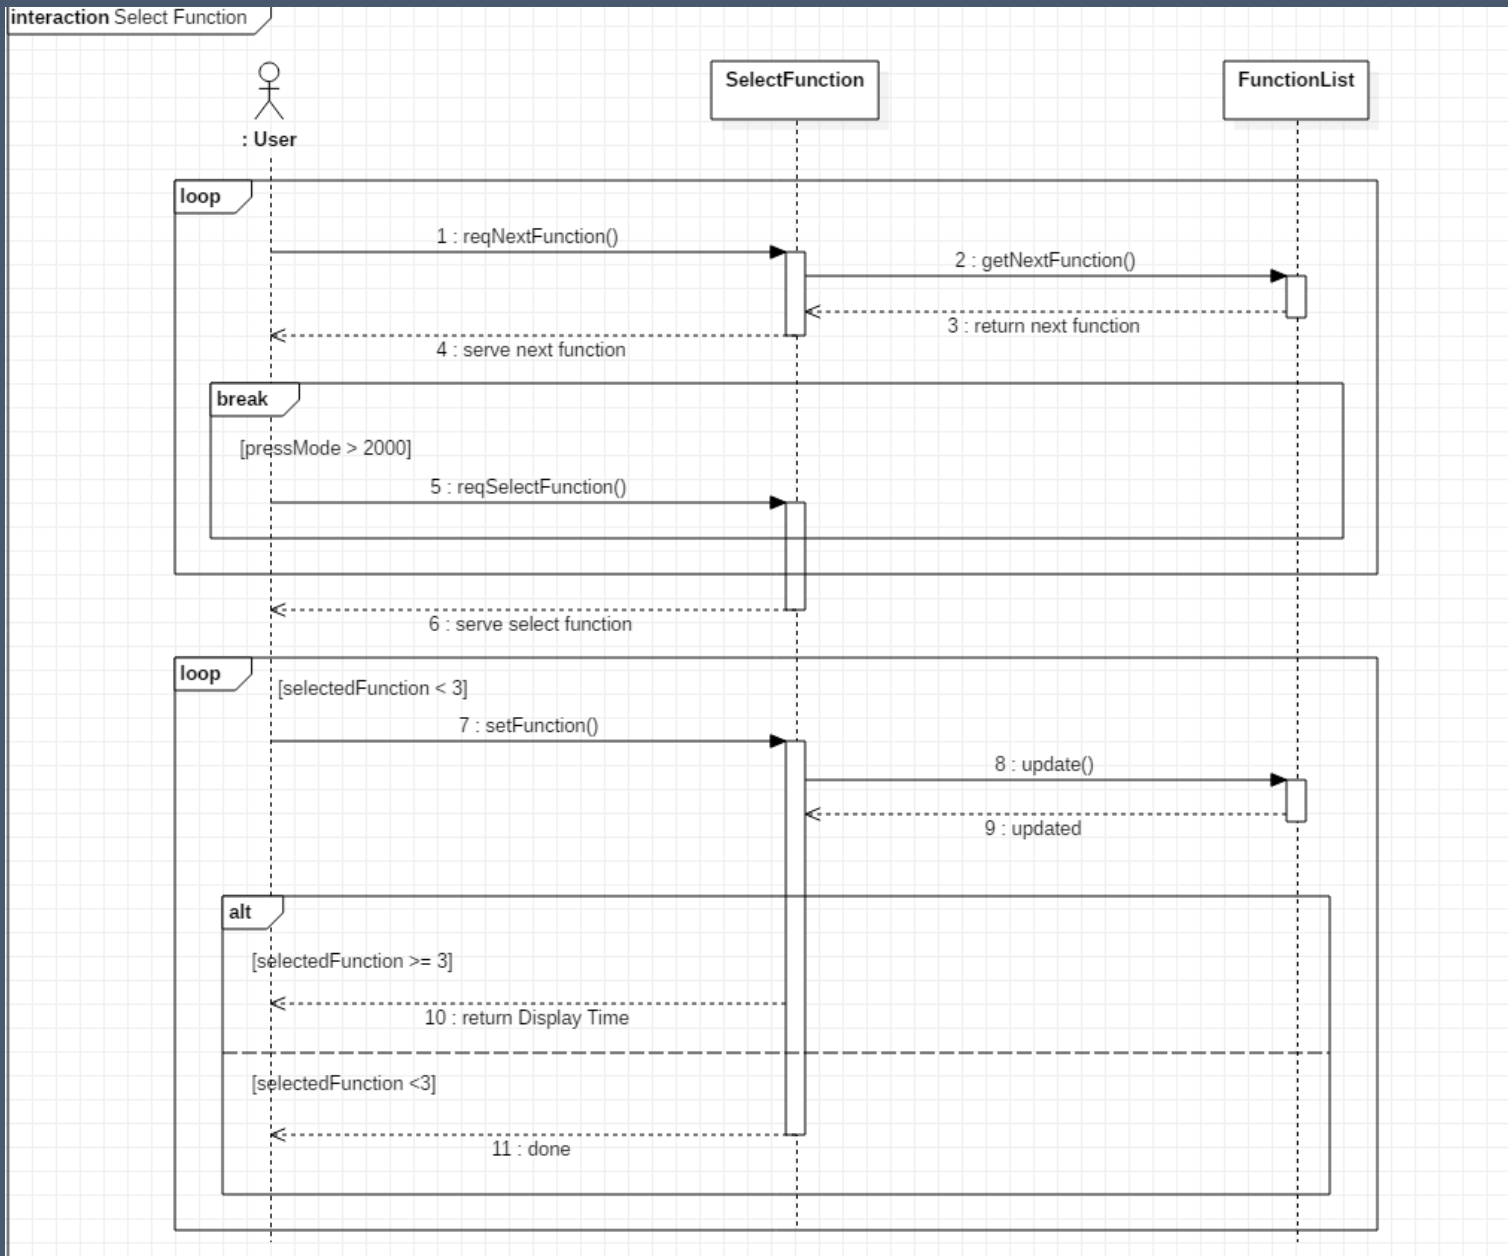 interaction Select Function
: User
SelectFunction
FunctionList
loop
1 : reqNextFunction()
2 : getNextFunction()
3 : return next function
4 : serve next function
break
[pressMode > 2000]
5 : reqSelectFunction()
6 : serve select function
loop
[selectedFunction < 3]
7 : setFunction()
8 : update()
9 : updated
alt
[selectedFunction >= 3]
10 : return Display Time
[selectedFunction <3]
11 : done